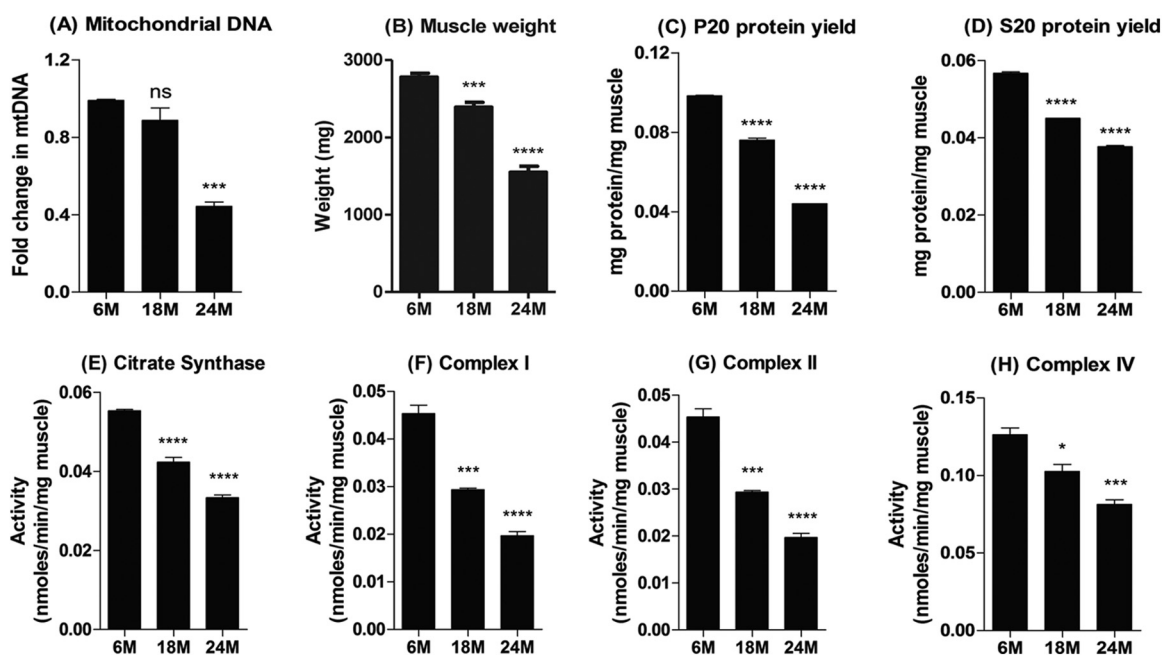 (A) Mitochondrial DNA
Fold change in mtDNA
1.2
0.8
0.4
0.0
ns
***
6M 18M 24M
(B) Muscle weight
Weight (mg)
3000
2000
1000
0
***
****
6M 18M 24M
(C) P20 protein yield
mg protein/mg muscle
0.12
0.08
0.04
0.00
****
****
6M 18M 24M
(D) S20 protein yield
mg protein/mg muscle
0.06
0.04
0.02
0.00
****
****
6M 18M 24M
(E) Citrate Synthase
Activity
(nmoles/min/mg muscle)
0.06
0.04
0.02
0.00
****
****
6M 18M 24M
(F) Complex I
Activity
(nmoles/min/mg muscle)
0.05
0.04
0.03
0.02
0.01
0.00
***
****
6M 18M 24M
(G) Complex II
Activity
(nmoles/min/mg muscle)
0.05
0.04
0.03
0.02
0.01
0.00
***
****
6M 18M 24M
(H) Complex IV
Activity
(nmoles/min/mg muscle)
0.15
0.10
0.05
0.00
*
***
6M 18M 24M